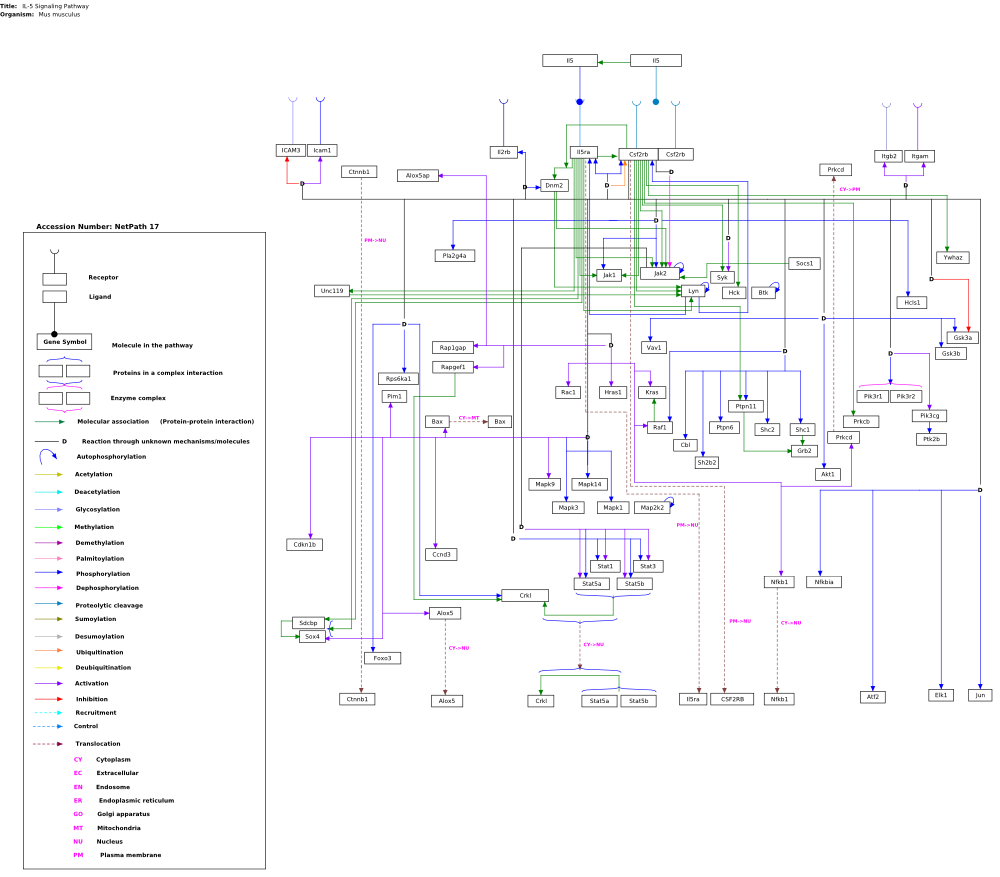 Title: IL-5 Signaling Pathway
Organism: Mus musculus
Il5
Il5
ICAM3
Icam1
Il2rb
Il5ra
Csf2rb
Csf2rb
Itgb2
Itgam
Ctnnb1
Alox5ap
Dnm2
D
D
D
D
D
Prkcd
CY->PM
D
Accession Number: NetPath 17
PM->NU
D
D
Pla2g4a
Ywhaz
Jak1
Jak2
Syk
Socs1
Unc119
Lyn
Hck
Btk
D
Hcls1
Receptor
Ligand
Gene Symbol
Molecule in the pathway
Proteins in a complex interaction
Enzyme complex
Molecular association (Protein-protein interaction)
D Reaction through unknown mechanisms/molecules
Autophosphorylation
Acetylation
Deacetylation
Glycosylation
Methylation
Demethylation
Palmitoylation
Phosphorylation
Dephosphorylation
Proteolytic cleavage
Sumoylation
Desumoylation
Ubiquitination
Deubiquitination
Activation
Inhibition
Recruitment
Control
Translocation
CY Cytoplasm
EC Extracellular
EN Endosome
ER Endoplasmic reticulum
GO Golgi apparatus
MT Mitochondria
NU Nucleus
PM Plasma membrane
D
D
Gsk3a
Gsk3b
Rap1gap
D
Vav1
D
D
Rapgef1
Rps6ka1
Pim1
Rac1
Hras1
Kras
Pik3r1
Pik3r2
Ptpn11
Bax
CY->MT
Bax
Raf1
Ptpn6
Shc2
Shc1
Prkcb
Pik3cg
Prkcd
Ptk2b
D
Cbl
Grb2
Sh2b2
Akt1
Mapk9
Mapk14
D
Mapk3
Mapk1
Map2k2
D
PM->NU
D
Cdkn1b
Ccnd3
Stat1
Stat3
Stat5a
Stat5b
Nfkb1
Nfkbia
Crkl
Alox5
Sdcbp
Sox4
PM->NU
CY->NU
CY->NU
CY->NU
Foxo3
Ctnnb1
Alox5
Crkl
Stat5a
Stat5b
Il5ra
CSF2RB
Nfkb1
Atf2
Elk1
Jun